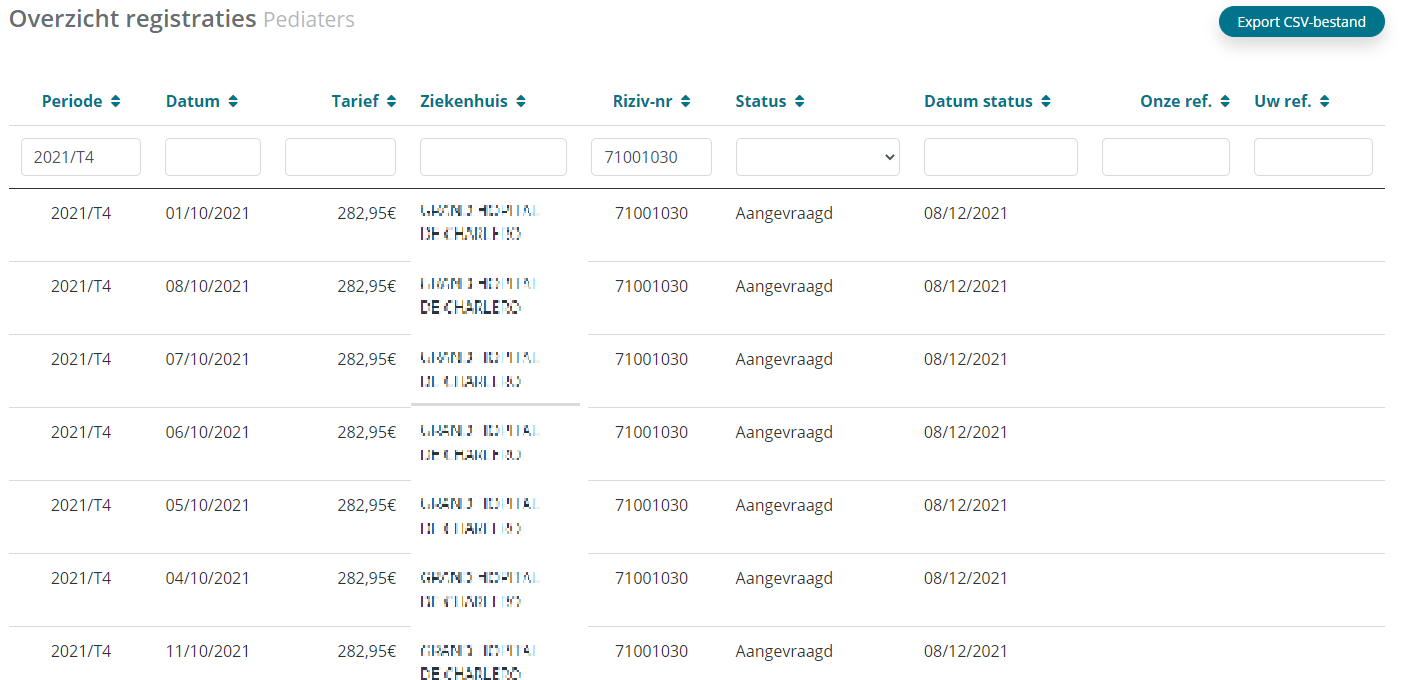 Overzicht registraties Pediaters
Export CSV-bestand
Periode Datum Tarief Ziekenhuis Riziv-nr Status Datum status Onze ref. Uw ref.
2021/T4 71001030
2021/T4 01/10/2021 282,95€ 71001030 Aangevraagd 08/12/2021
2021/T4 08/10/2021 282,95€ 71001030 Aangevraagd 08/12/2021
2021/T4 07/10/2021 282,95€ 71001030 Aangevraagd 08/12/2021
2021/T4 06/10/2021 282,95€ 71001030 Aangevraagd 08/12/2021
2021/T4 05/10/2021 282,95€ 71001030 Aangevraagd 08/12/2021
2021/T4 04/10/2021 282,95€ 71001030 Aangevraagd 08/12/2021
2021/T4 11/10/2021 282,95€ 71001030 Aangevraagd 08/12/2021